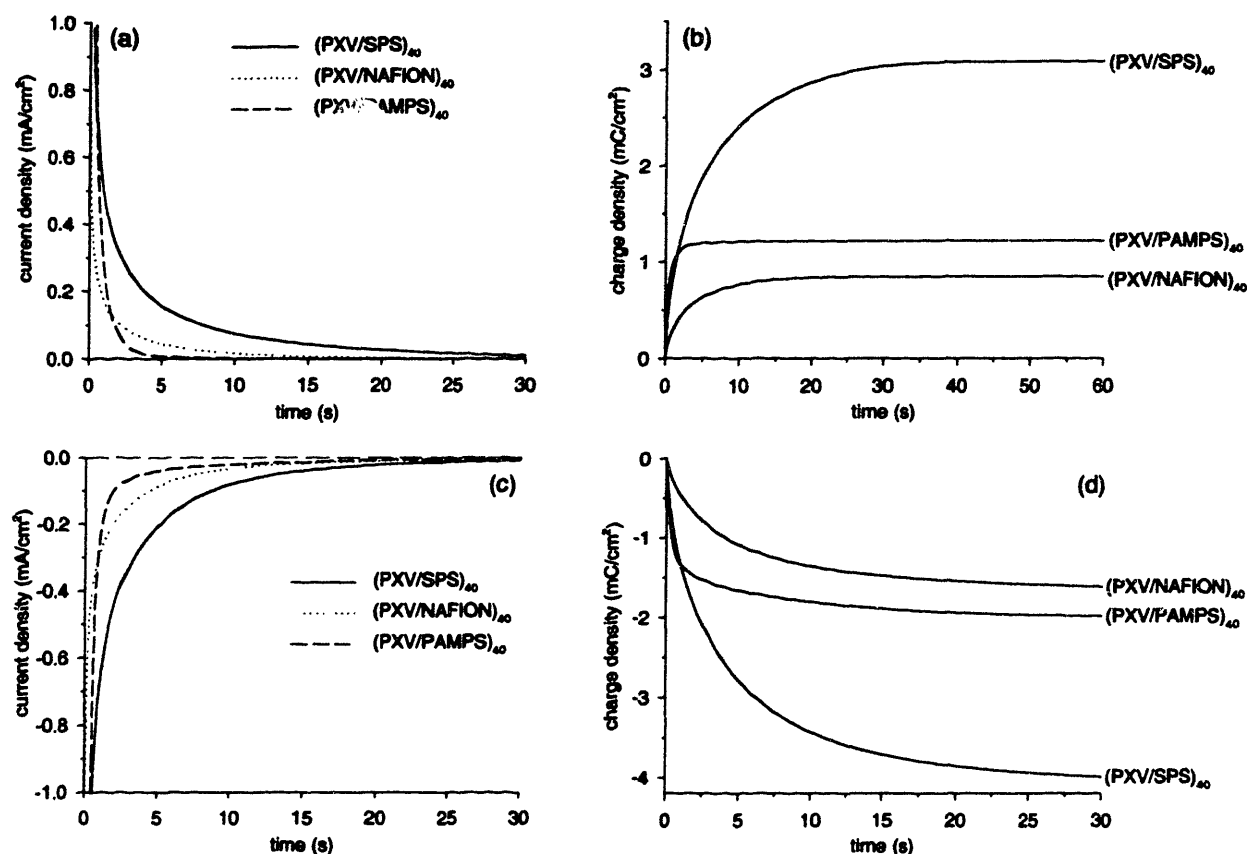 (a)
current density (mA/cm²)
1.0
0.8
0.6
0.4
0.2
0.0
(PXV/SPS)₄₀
(PXV/NAFION)₄₀
(PXV/PAMPS)₄₀
0 5 10 15 20 25 30
time (s)
(b)
charge density (mC/cm²)
3
2
1
0
(PXV/SPS)₄₀
(PXV/PAMPS)₄₀
(PXV/NAFION)₄₀
0 10 20 30 40 50 60
time (s)
(c)
current density (mA/cm²)
0.0
-0.2
-0.4
-0.6
-0.8
-1.0
(PXV/SPS)₄₀
(PXV/NAFION)₄₀
(PXV/PAMPS)₄₀
0 5 10 15 20 25 30
time (s)
(d)
charge density (mC/cm²)
0
-1
-2
-3
-4
(PXV/NAFION)₄₀
(PXV/PAMPS)₄₀
(PXV/SPS)₄₀
0 5 10 15 20 25 30
time (s)